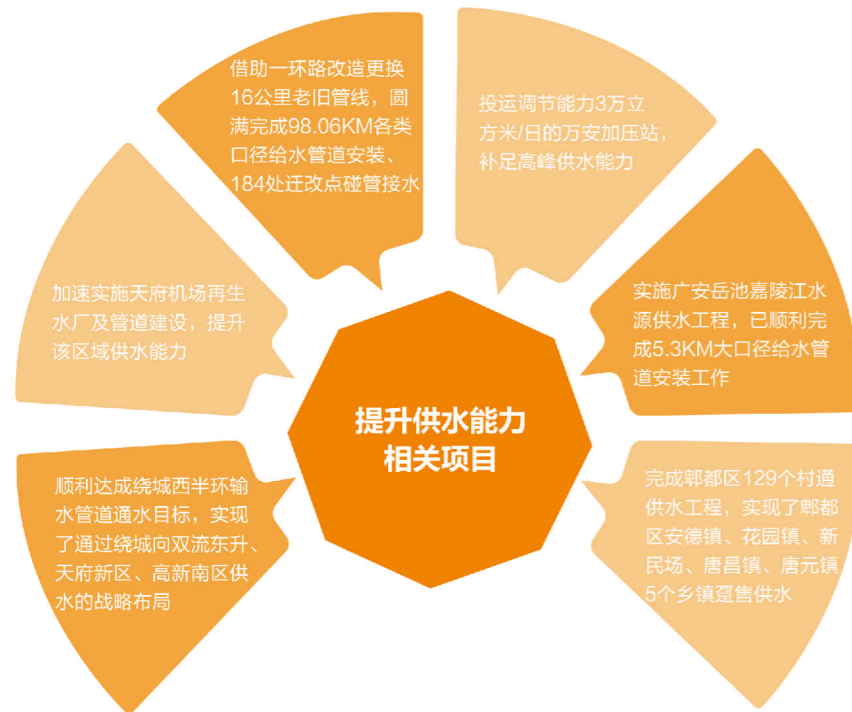 借助一环路改造更换
16公里老旧管线，圆
满完成98.06KM各类
口径给水管道安装、
184处迁改点碰管接水
投运调节能力3万立
方米/日的万安加压站，
补足高峰供水能力
加速实施天府机场再生
水厂及管道建设，提升
该区域供水能力
实施广安岳池嘉陵江水
源供水工程，已顺利完
成5.3KM大口径给水管
道安装工作
提升供水能力
相关项目
顺利达成绕城西半环输
水管道通水目标，实现
了通过绕城向双流东升、
天府新区、高新南区供
水的战略布局
完成郫都区129个村通
供水工程，实现了郫都
区安德镇、花园镇、新
民场、唐昌镇、唐元镇
5个乡镇趸售供水